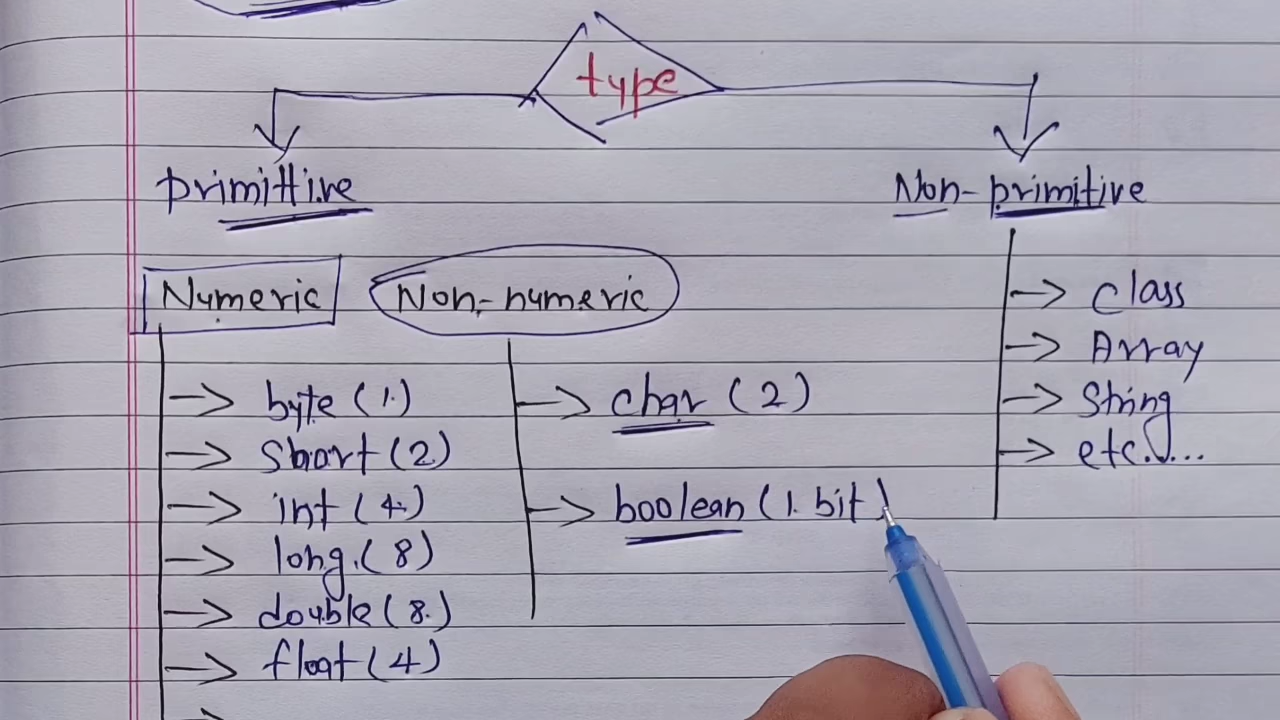 type
primittive
Non-primitive
Numeric
Non-numeric
byte (1.)
short (2)
int (4.)
long. (8)
double (8.)
float (4)
char (2)
boolean (1. bit)
class
Array
String
etc.....